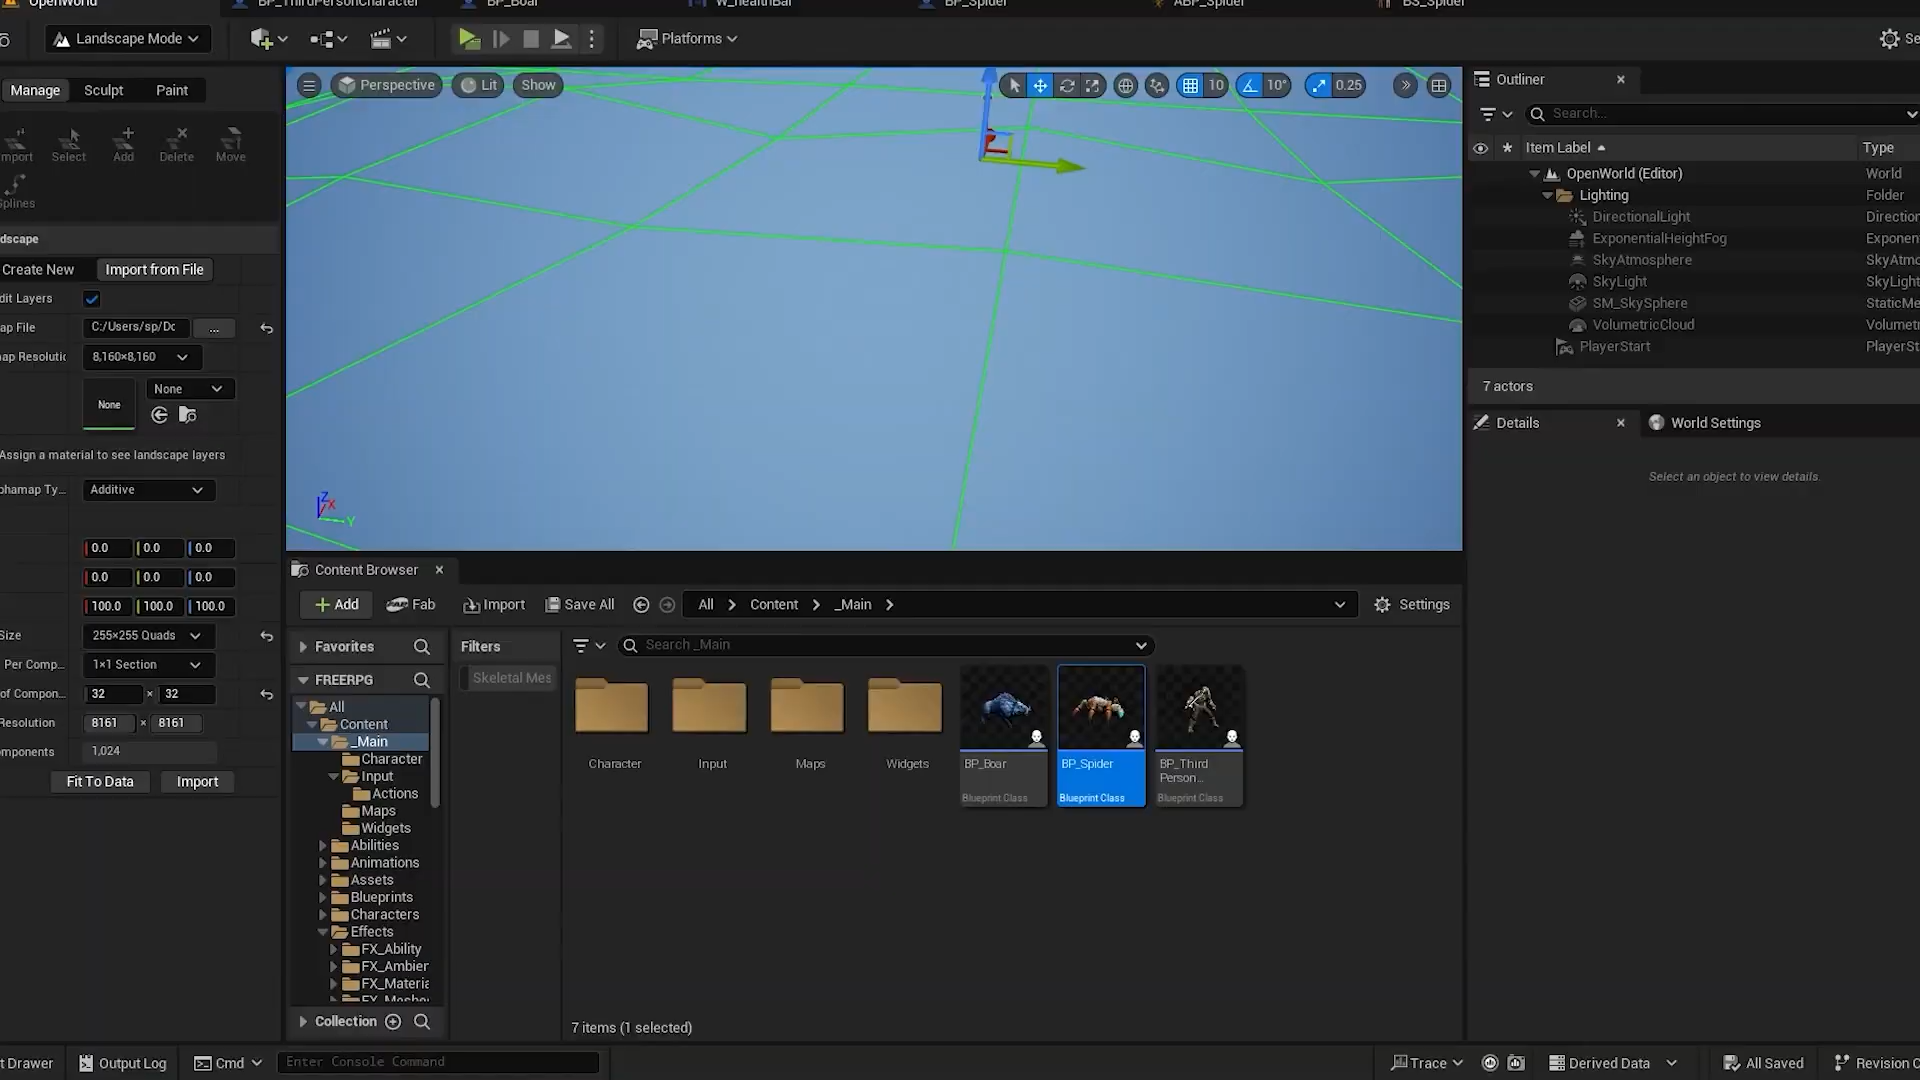 OpenWorld
BP_ThirdPersonCharacter
BP_Boar
W_healthBar
BP_Spider
ABP_Spider
BS_Spider
Landscape Mode
Platforms
Se
Manage
Sculpt
Paint
mport
Select
Add
Delete
Move
Splines
dscape
Create New
Import from File
dit Layers
ap File
C:/Users/sp/Dc
...
ap Resolutic
8,160×8,160
None
None
Assign a material to see landscape layers
phamap Ty...
Additive
0.0 0.0 0.0
0.0 0.0 0.0
100.0 100.0 100.0
Size
255×255 Quads
Per Comp...
1×1 Section
of Compon...
32 × 32
Resolution
8161 × 8161
mponents
1,024
Fit To Data
Import
Perspective
Lit
Show
10
10°
0.25
Z
X
Y
Content Browser
Add
Fab
Import
Save All
All > Content > _Main >
Settings
Favorites
FREERPG
All
Content
_Main
Character
Input
Actions
Maps
Widgets
Abilities
Animations
Assets
Blueprints
Characters
Effects
FX_Ability
FX_Ambien
FX_Materia
FX_Meshe
Collection
Filters
Skeletal Mes
Search _Main
Character
Input
Maps
Widgets
BP_Boar
Blueprint Class
BP_Spider
Blueprint Class
BP_Third
Person...
Blueprint Class
7 items (1 selected)
Outliner
Search...
Item Label
Type
OpenWorld (Editor)
World
Lighting
Folder
DirectionalLight
Direction
ExponentialHeightFog
Exponen
SkyAtmosphere
SkyAtmo
SkyLight
SkyLight
SM_SkySphere
StaticMe
VolumetricCloud
Volumetr
PlayerStart
PlayerSt
7 actors
Details
World Settings
Select an object to view details.
t Drawer
Output Log
Cmd
Enter Console Command
Trace
Derived Data
All Saved
Revision C